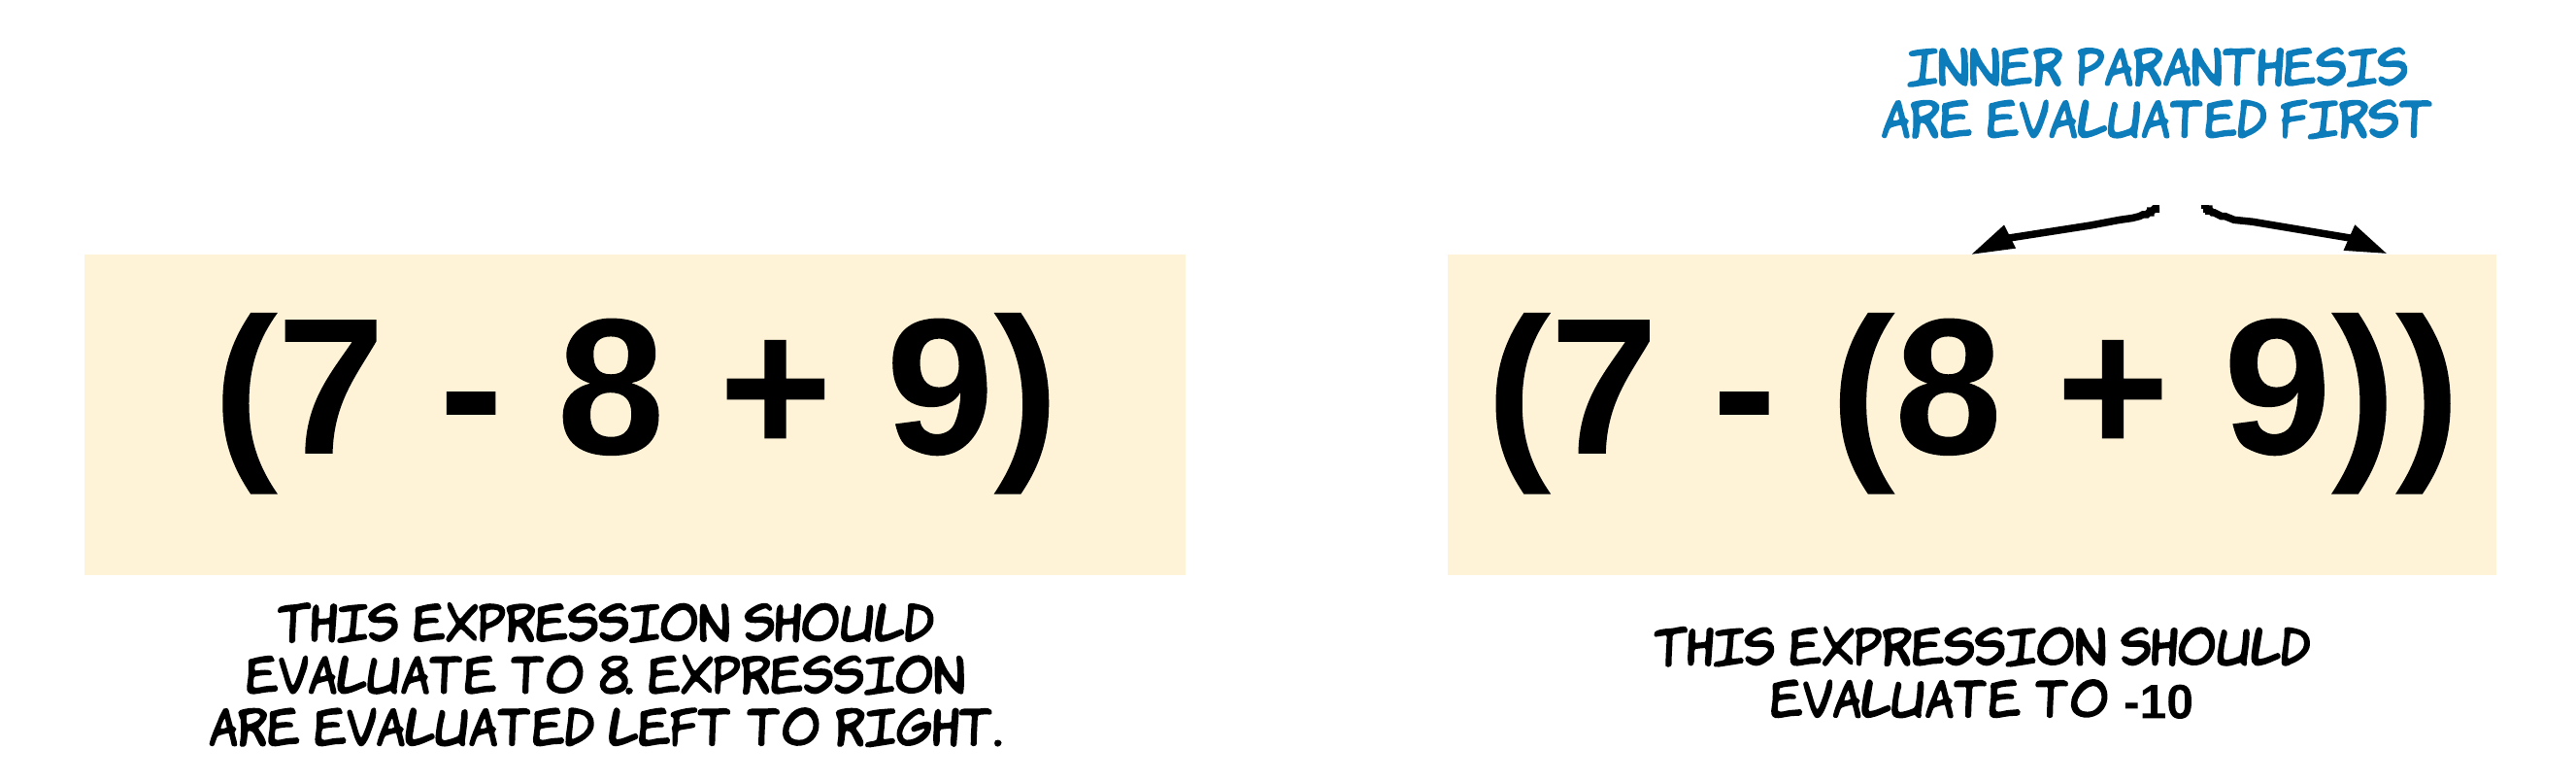 INNER PARANTHESIS
ARE EVALUATED FIRST
(7 - 8 + 9)
(7 - (8 + 9))
THIS EXPRESSION SHOULD
EVALUATE TO 8. EXPRESSION
ARE EVALUATED LEFT TO RIGHT.
THIS EXPRESSION SHOULD
EVALUATE TO -10